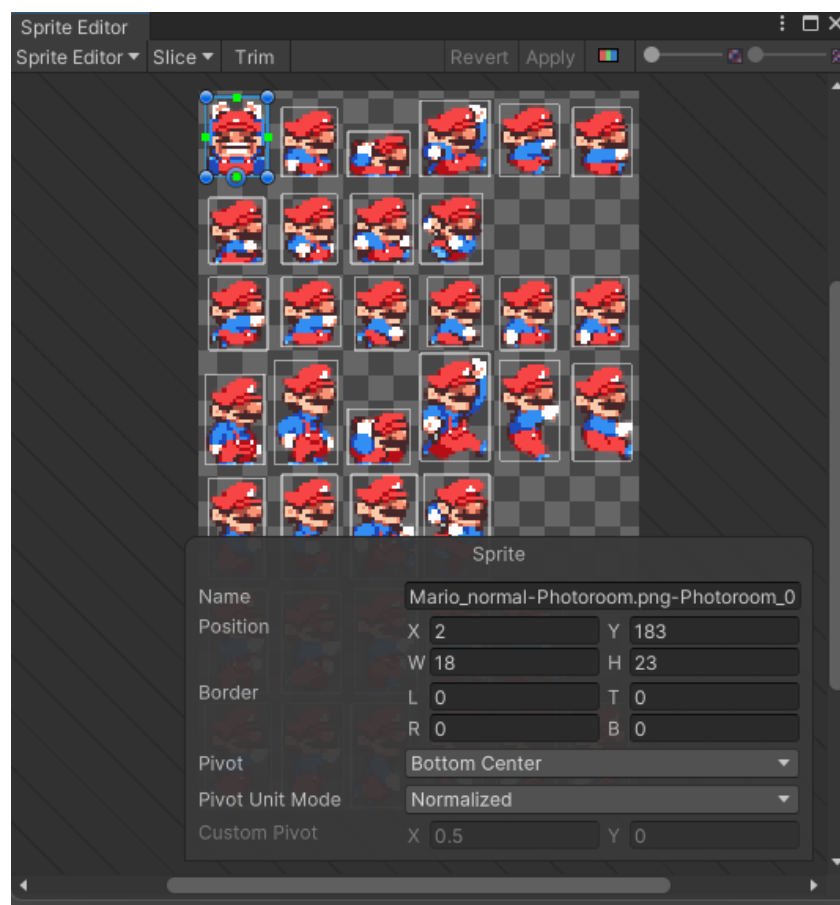 Sprite Editor
Sprite Editor Slice Trim Revert Apply
Sprite
Name Mario_normal-Photoroom.png-Photoroom_0
Position X 2 Y 183
W 18 H 23
Border L 0 T 0
R 0 B 0
Pivot Bottom Center
Pivot Unit Mode Normalized
Custom Pivot X 0.5 Y 0